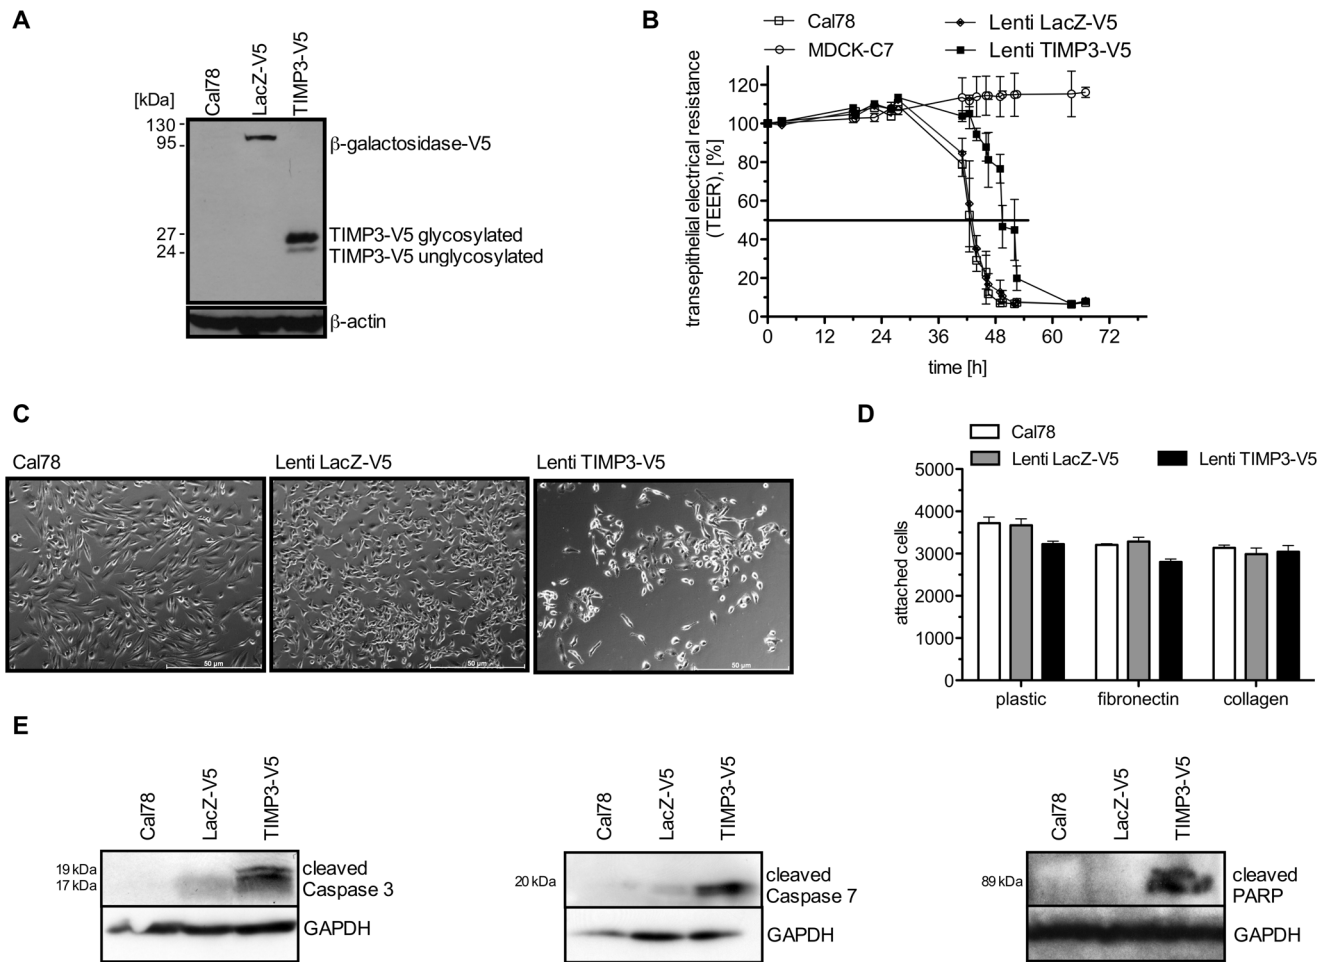 A
Cal78
LacZ-V5
TIMP3-V5
[kDa]
130
95
27
24
β-galactosidase-V5
TIMP3-V5 glycosylated
TIMP3-V5 unglycosylated
β-actin
B
Cal78
MDCK-C7
Lenti LacZ-V5
Lenti TIMP3-V5
transepithelial electrical resistance
(TEER), [%]
120
100
80
60
40
20
0
0 12 24 36 48 60 72
time [h]
C
Cal78
Lenti LacZ-V5
Lenti TIMP3-V5
50 µm
50 µm
50 µm
D
Cal78
Lenti LacZ-V5
Lenti TIMP3-V5
attached cells
5000
4000
3000
2000
1000
0
plastic fibronectin collagen
E
Cal78
LacZ-V5
TIMP3-V5
19 kDa
17 kDa
cleaved
Caspase 3
GAPDH
Cal78
LacZ-V5
TIMP3-V5
20 kDa
cleaved
Caspase 7
GAPDH
Cal78
LacZ-V5
TIMP3-V5
89 kDa
cleaved
PARP
GAPDH